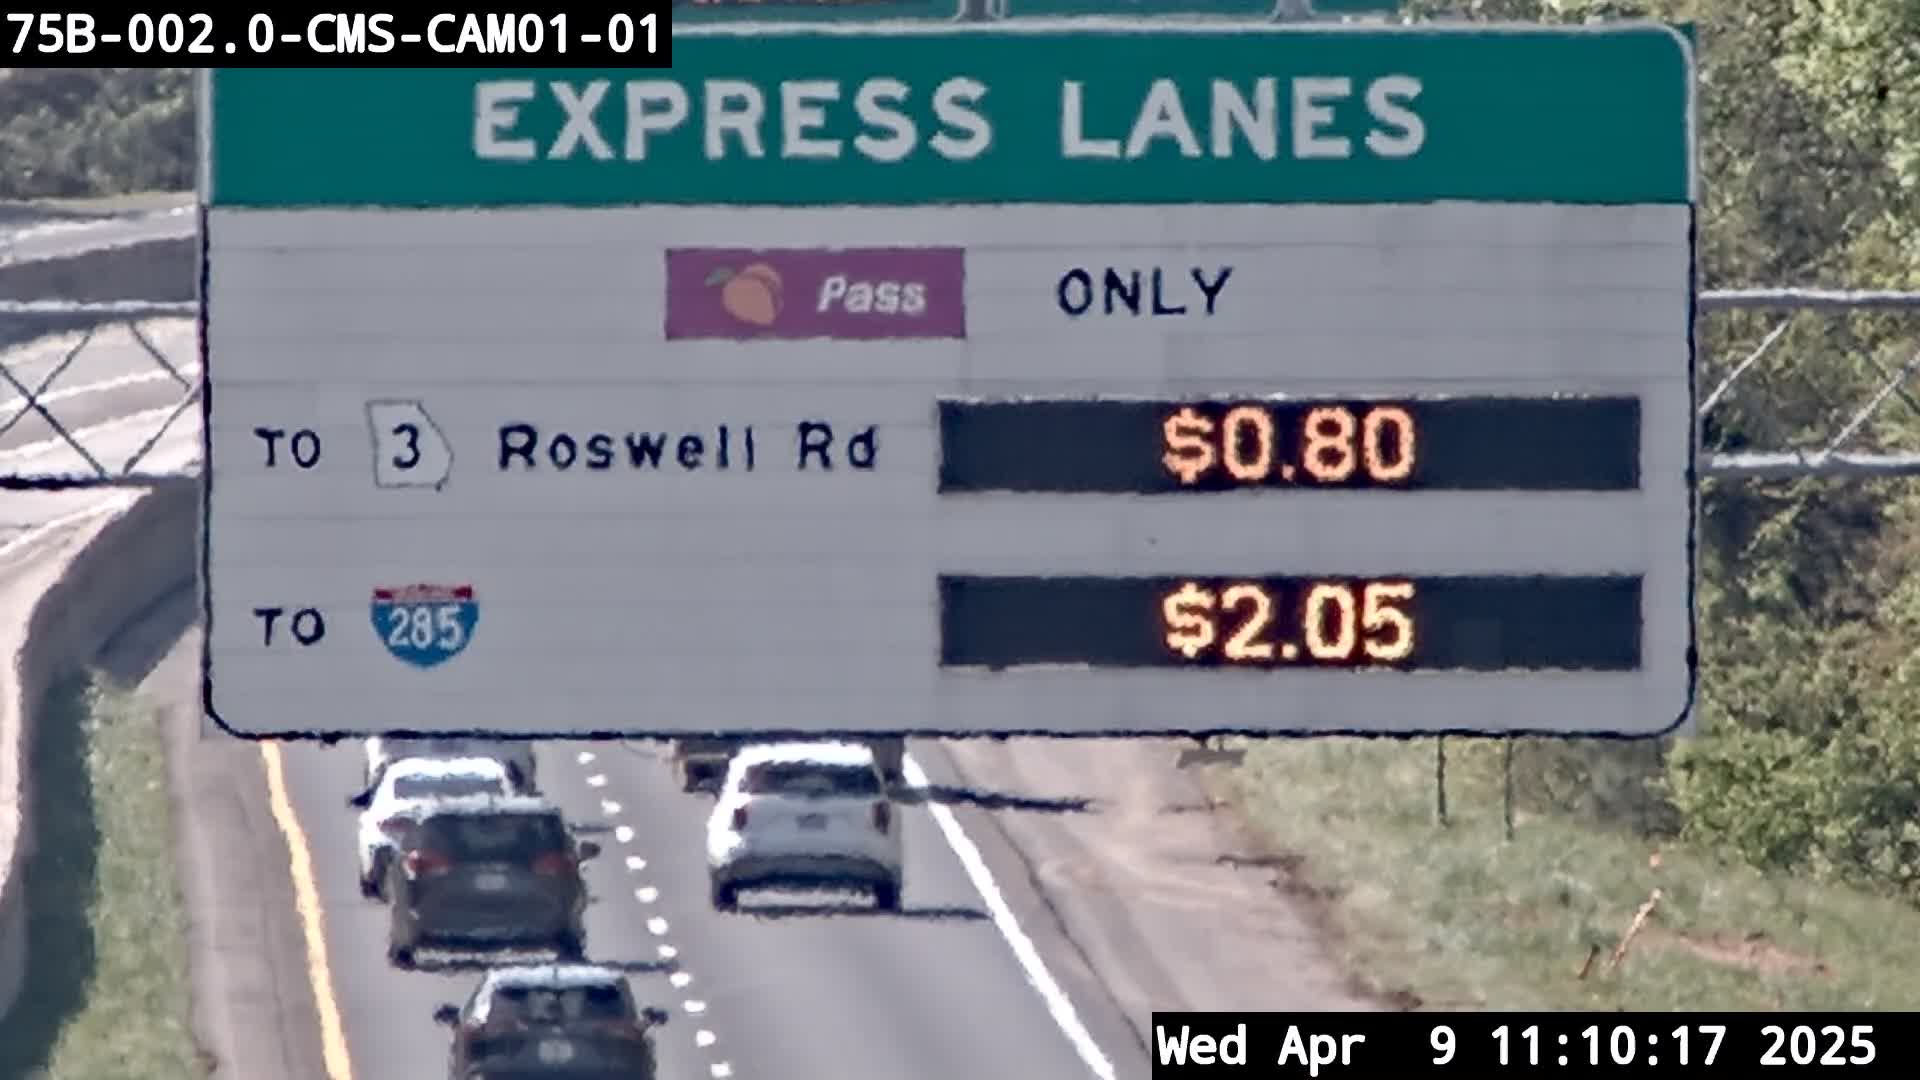 75B-002.0-CMS-CAM01-01
EXPRESS LANES
Pass ONLY
TO 3 Roswell Rd $0.80
TO 285 $2.05
Wed Apr 9 11:10:17 2025